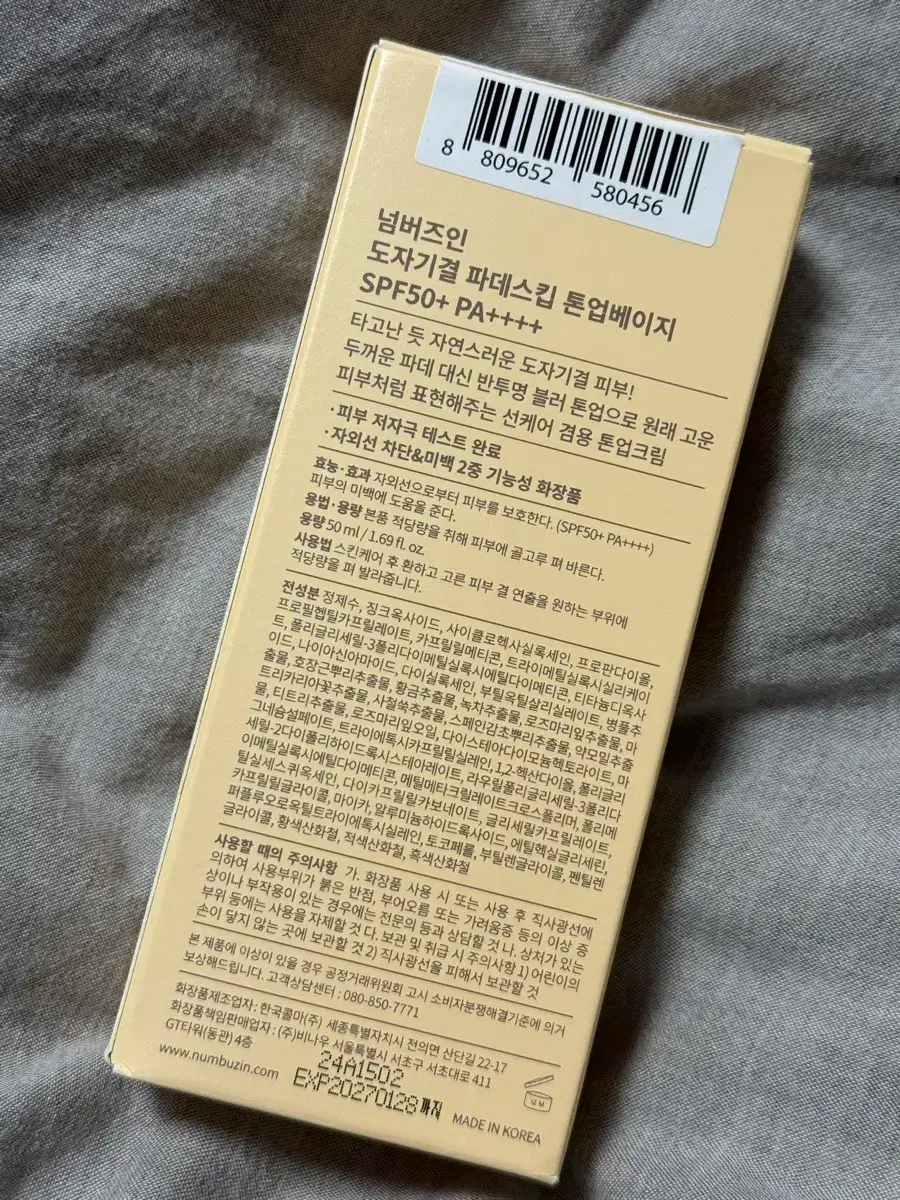 8 809652 580456
넘버즈인
도자기결 파데스킵 톤업베이지
SPF50+ PA++++
타고난 듯 자연스러운 도자기결 피부!
두꺼운 파데 대신 반투명 블러 톤업으로 원래 고운
피부처럼 표현해주는 선케어 겸용 톤업크림
·피부 저자극 테스트 완료
·자외선 차단&미백 2중 기능성 화장품
효능·효과 자외선으로부터 피부를 보호한다. (SPF50+ PA++++)
피부의 미백에 도움을 준다.
용법·용량 본품 적당량을 취해 피부에 골고루 펴 바른다.
용량 50 ml / 1.69 fl. oz.
사용법 스킨케어 후 환하고 고른 피부 결 연출을 원하는 부위에
적당량을 펴 발라줍니다.
전성분 정제수, 징크옥사이드, 사이클로헥사실록세인, 프로판다이올,
프로필헵틸카프릴레이트, 카프릴릴메티콘, 트라이메틸실록시실리케이
트, 폴리글리세릴-3폴리다이메틸실록시에틸다이메티콘, 티타늄디옥사
이드, 나이아신아마이드, 다이실록세인, 부틸옥틸살리실레이트, 병풀추
출물, 호장근뿌리추출물, 황금추출물, 녹차추출물, 로즈마리잎추출물, 마
트리카리아꽃추출물, 사철쑥추출물, 스페인감초뿌리추출물, 약모밀추출
물, 티트리추출물, 로즈마리잎오일, 다이스테아다이모늄헥토라이트, 마
그네슘설페이트, 트라이에톡시카프릴릴실레인, 1,2-헥산다이올, 폴리글리
세릴-2다이폴리하이드록시스테아레이트, 라우릴폴리글리세릴-3폴리다
이메틸실록시에틸다이메티콘, 메틸메타크릴레이트크로스폴리머, 폴리메
틸실세스퀴옥세인, 다이카프릴릴카보네이트, 글리세릴카프릴레이트,
카프릴릴글라이콜, 마이카, 알루미늄하이드록사이드, 에틸헥실글리세린,
퍼플루오로옥틸트라이에톡시실레인, 토코페롤, 부틸렌글라이콜, 펜틸렌
글라이콜, 황색산화철, 적색산화철, 흑색산화철
사용할 때의 주의사항 가. 화장품 사용 시 또는 사용 후 직사광선에
의하여 사용부위가 붉은 반점, 부어오름 또는 가려움증 등의 이상 증
상이나 부작용이 있는 경우에는 전문의 등과 상담할 것 나. 상처가 있는
부위 등에는 사용을 자제할 것 다. 보관 및 취급 시 주의사항 1) 어린이의
손이 닿지 않는 곳에 보관할 것 2) 직사광선을 피해서 보관할 것
본 제품에 이상이 있을 경우 공정거래위원회 고시 소비자분쟁해결기준에 의거
보상해드립니다. 고객상담센터 : 080-850-7771
화장품제조업자 : 한국콜마(주) 세종특별자치시 전의면 산단길 22-17
화장품책임판매업자 : (주)비나우 서울특별시 서초구 서초대로 411
GT타워(동관) 4층
www.numbuzin.com
24A1502
EXP20270128까지
12 M
MADE IN KOREA